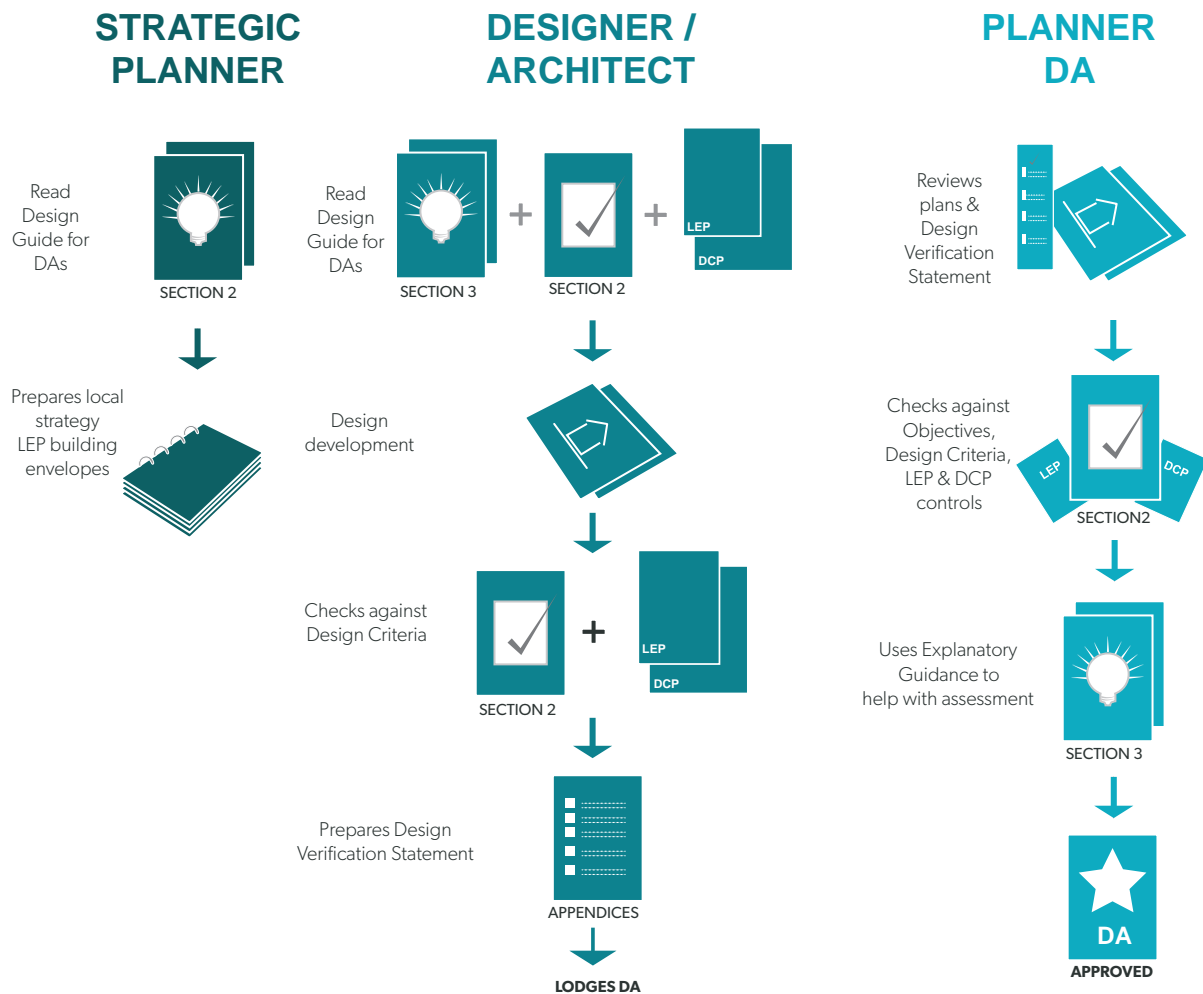 STRATEGIC
PLANNER
Read
Design
Guide for
DAs
SECTION 2
Prepares local
strategy
LEP building
envelopes
DESIGNER /
ARCHITECT
Read
Design
Guide for
DAs
SECTION 3
+
SECTION 2
+
LEP
DCP
Design
development
Checks against
Design Criteria
SECTION 2
+
LEP
DCP
Prepares Design
Verification Statement
APPENDICES
LODGES DA
PLANNER
DA
Reviews
plans &
Design
Verification
Statement
Checks against
Objectives,
Design Criteria,
LEP & DCP
controls
LEP
DCP
SECTION2
Uses Explanatory
Guidance to
help with assessment
SECTION 3
DA
APPROVED